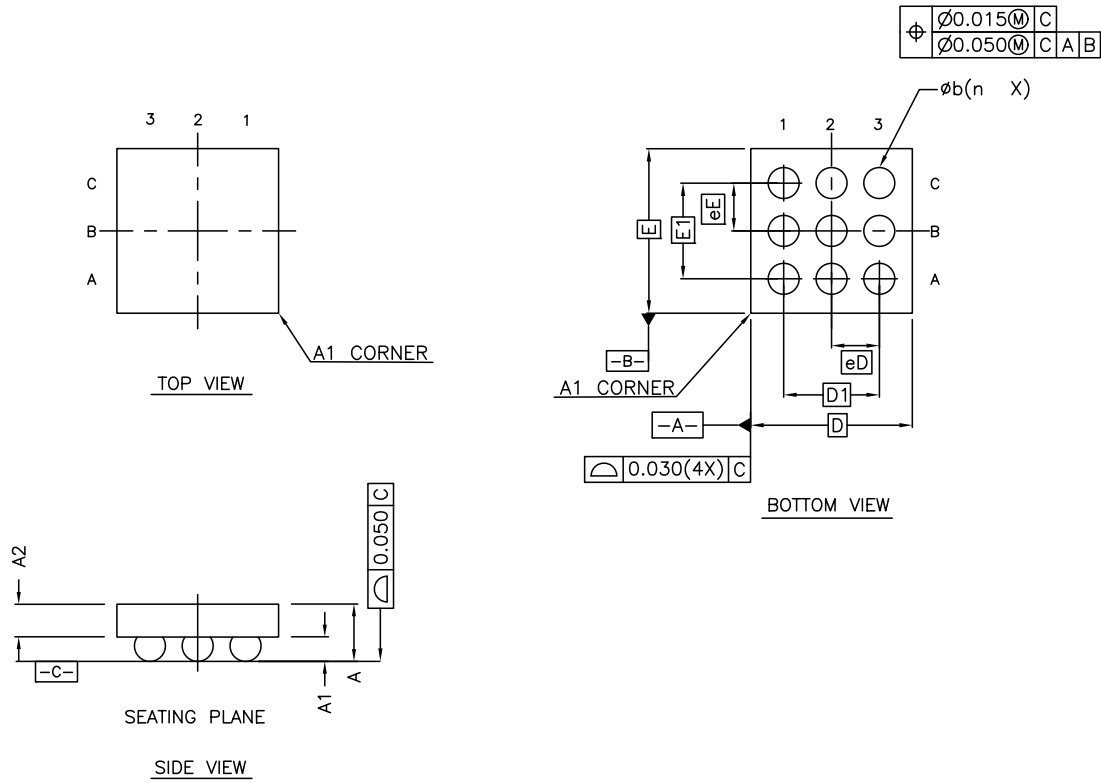 Ø0.015Ⓜ C
Ø0.050Ⓜ C A B
øb(n X)
3 2 1
C
B
A
A1 CORNER
TOP VIEW
1 2 3
C
B
A
E
E1
eE
-B-
eD
A1 CORNER
D1
-A-
D
0.030(4X) C
BOTTOM VIEW
A2
0.050 C
-C-
A1
A
SEATING PLANE
SIDE VIEW